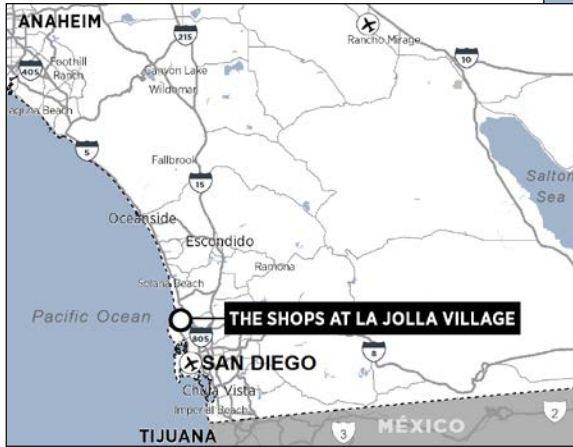 ANAHEIM
215
Rancho Mirage
10
405
Foothill
Ranch
Canyon Lake
Wildomar
aguna Beach
5
Fallbrook
15
Salton
Sea
Oceanside
Escondido
Ramona
Solana Beach
Pacific Ocean
THE SHOPS AT LA JOLLA VILLAGE
805
8
SAN DIEGO
Chula Vista
Imperial Beach
TIJUANA
MÉXICO
3
2